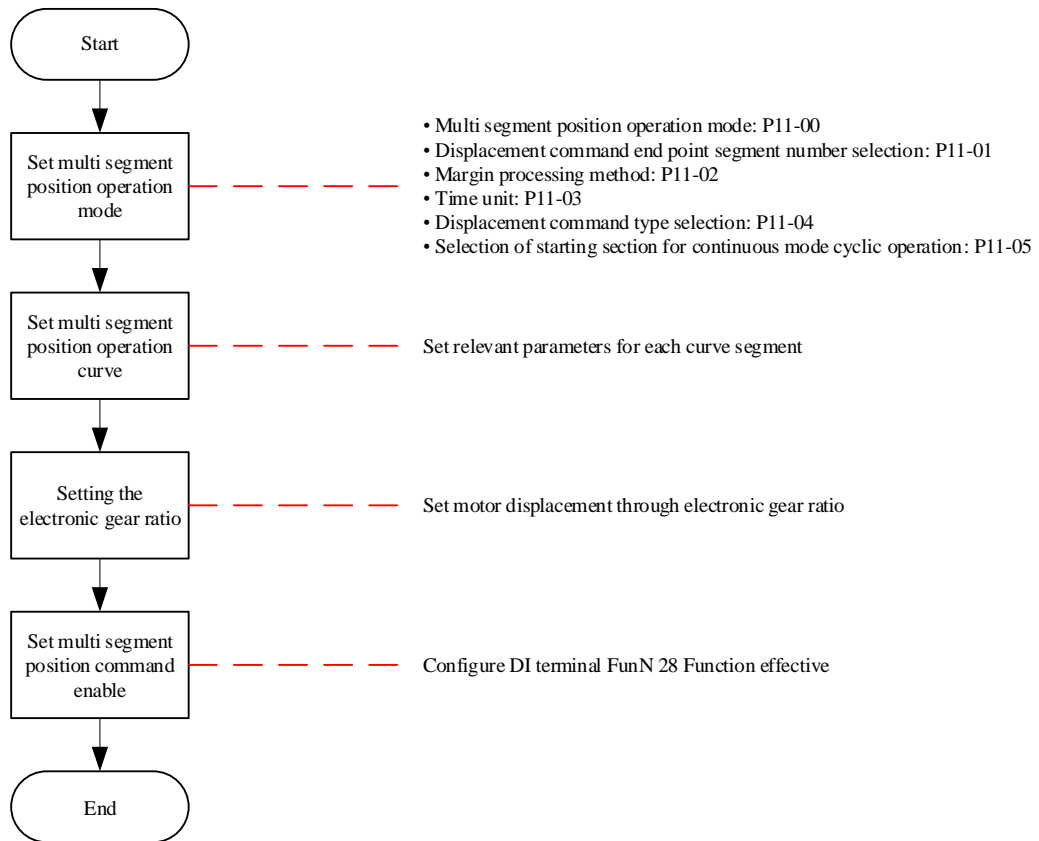 Start
Set multi segment
position operation
mode
• Multi segment position operation mode: P11-00
• Displacement command end point segment number selection: P11-01
• Margin processing method: P11-02
• Time unit: P11-03
• Displacement command type selection: P11-04
• Selection of starting section for continuous mode cyclic operation: P11-05
Set multi segment
position operation
curve
Set relevant parameters for each curve segment
Setting the
electronic gear ratio
Set motor displacement through electronic gear ratio
Set multi segment
position command
enable
Configure DI terminal FunN 28 Function effective
End